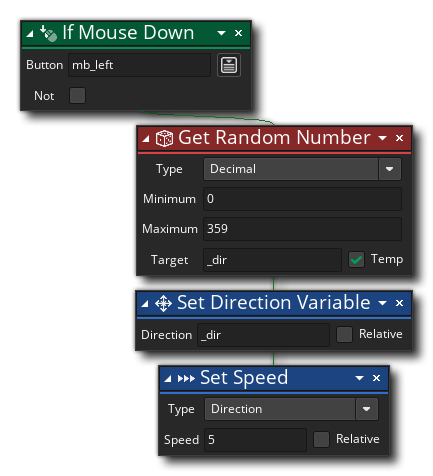 If Mouse Down
Button mb_left
Not
Get Random Number
Type Decimal
Minimum 0
Maximum 359
Target _dir Temp
Set Direction Variable
Direction _dir Relative
Set Speed
Type Direction
Speed 5 Relative